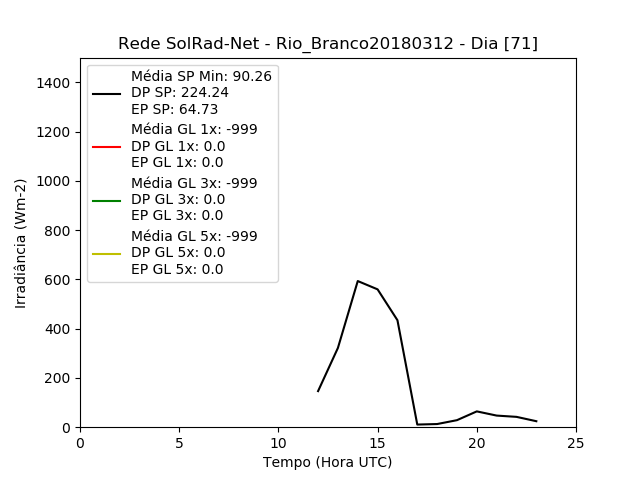 Rede SolRad-Net - Rio_Branco20180312 - Dia [71]
Média SP Min: 90.26
DP SP: 224.24
EP SP: 64.73
Média GL 1x: -999
DP GL 1x: 0.0
EP GL 1x: 0.0
Média GL 3x: -999
DP GL 3x: 0.0
EP GL 3x: 0.0
Média GL 5x: -999
DP GL 5x: 0.0
EP GL 5x: 0.0
Irradiância (Wm-2)
1400
1200
1000
800
600
400
200
0
0 5 10 15 20 25
Tempo (Hora UTC)